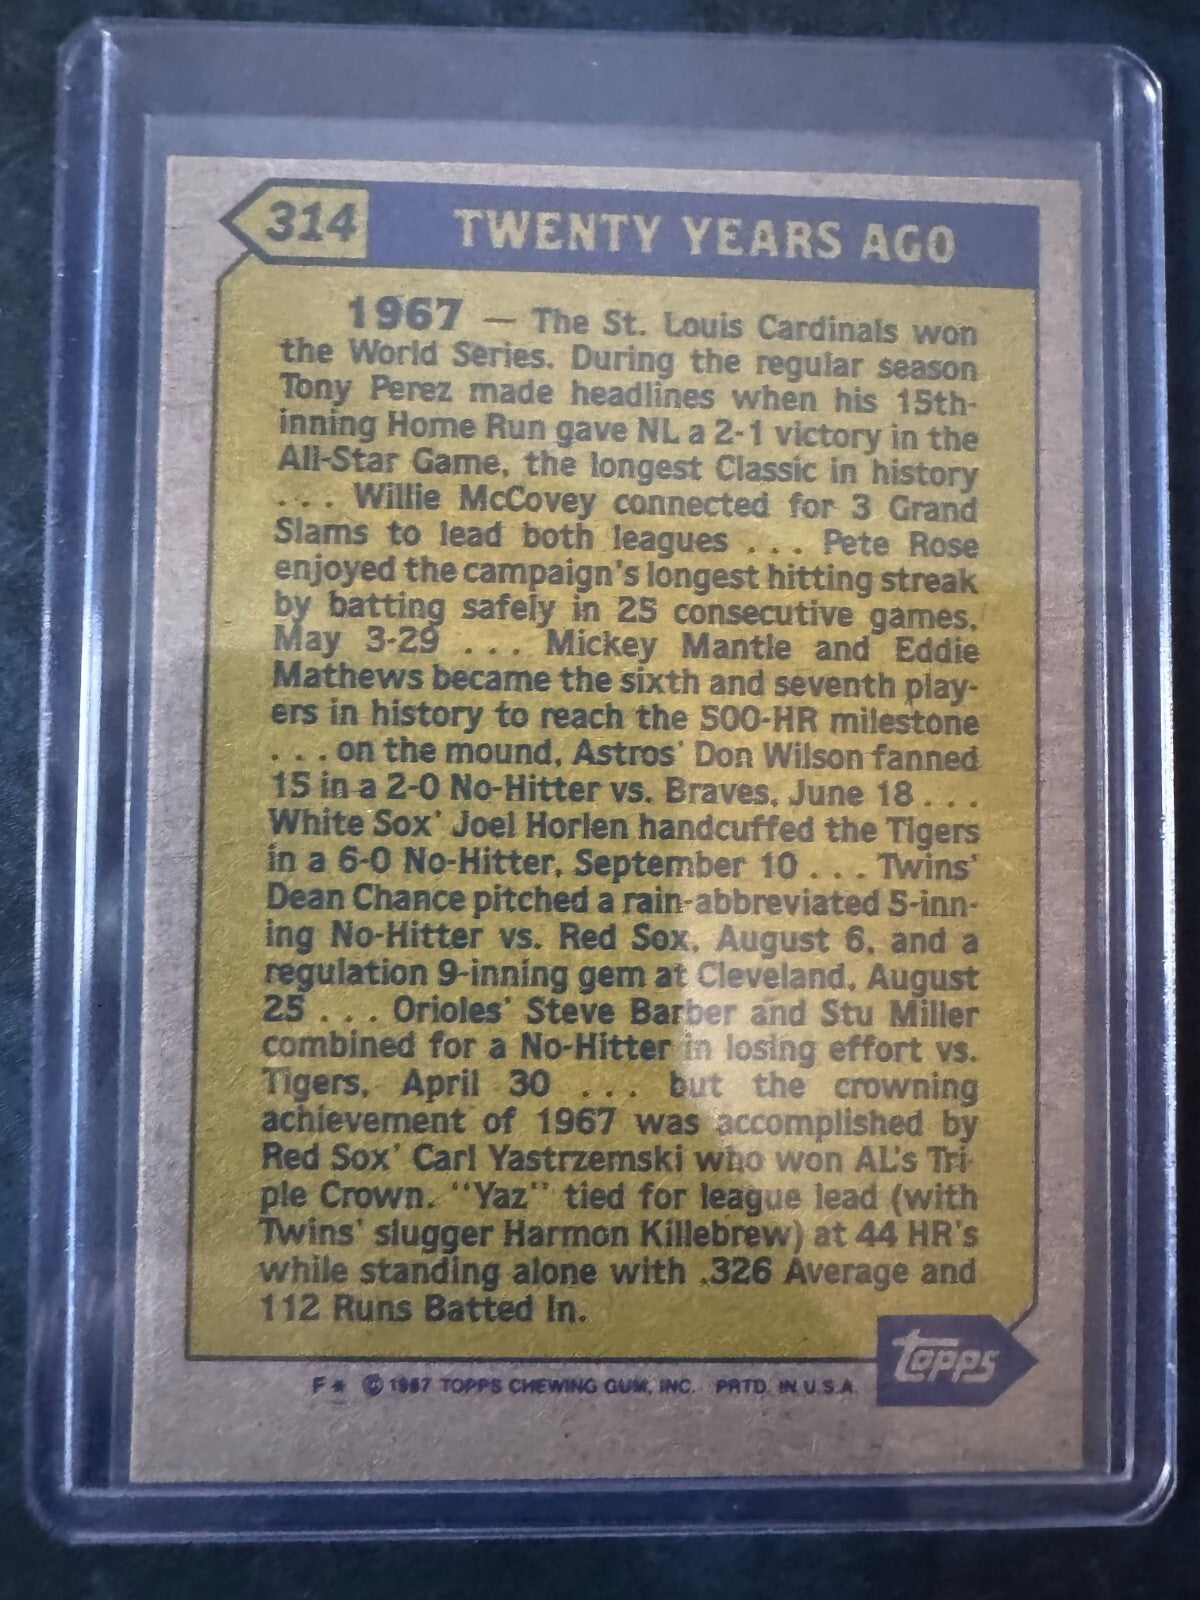 314 TWENTY YEARS AGO
1967 — The St. Louis Cardinals won
the World Series. During the regular season
Tony Perez made headlines when his 15th-
inning Home Run gave NL a 2-1 victory in the
All-Star Game, the longest Classic in history
. . . Willie McCovey connected for 3 Grand
Slams to lead both leagues . . . Pete Rose
enjoyed the campaign's longest hitting streak
by batting safely in 25 consecutive games,
May 3-29 . . . Mickey Mantle and Eddie
Mathews became the sixth and seventh play-
ers in history to reach the 500-HR milestone
. . . on the mound, Astros' Don Wilson fanned
15 in a 2-0 No-Hitter vs. Braves, June 18 . . .
White Sox' Joel Horlen handcuffed the Tigers
in a 6-0 No-Hitter, September 10 . . . Twins'
Dean Chance pitched a rain-abbreviated 5-inn-
ing No-Hitter vs. Red Sox, August 6, and a
regulation 9-inning gem at Cleveland, August
25 . . . Orioles' Steve Barber and Stu Miller
combined for a No-Hitter in losing effort vs.
Tigers, April 30 . . . but the crowning
achievement of 1967 was accomplished by
Red Sox' Carl Yastrzemski who won AL's Tri-
ple Crown. "Yaz" tied for league lead (with
Twins' slugger Harmon Killebrew) at 44 HR's
while standing alone with .326 Average and
112 Runs Batted In.
topps
F* © 1987 TOPPS CHEWING GUM, INC. PRTD. IN U.S.A.